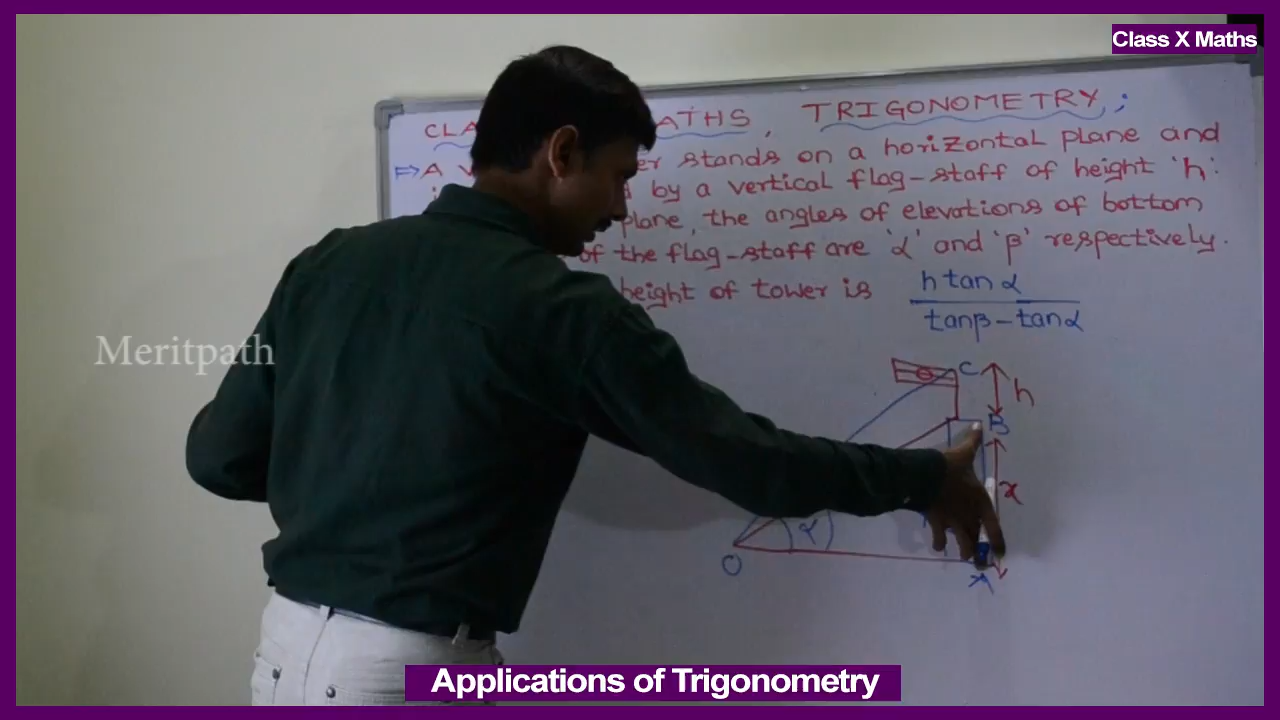 Class X Maths
CLA ATHS, TRIGONOMETRY;
⇒ A V er stands on a horizontal plane and
by a vertical flag-staff of height 'h'.
plane, the angles of elevations of bottom
of the flag-staff are 'α' and 'β' respectively.
height of tower is h tan α
tanβ - tan α
Meritpath
C
h
B
x
α
O
A
Applications of Trigonometry